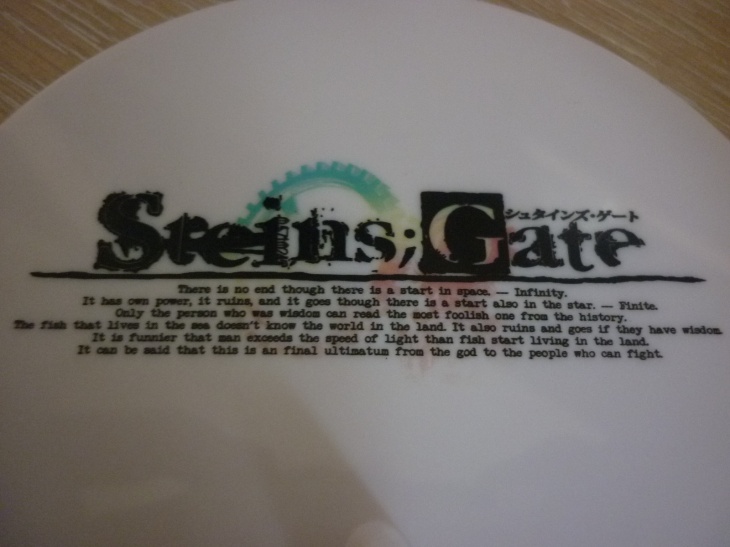 Steins;Gate
シュタインズ・ゲート
There is no end though there is a start in space. — Infinity.
It has own power, it ruins, and it goes though there is a start also in the star. — Finite.
Only the person who was wisdom can read the most foolish one from the history.
The fish that lives in the sea doesn't know the world in the land. It also ruins and goes if they have wisdom.
It is funnier that man exceeds the speed of light than fish start living in the land.
It can be said that this is an final ultimatum from the god to the people who can fight.